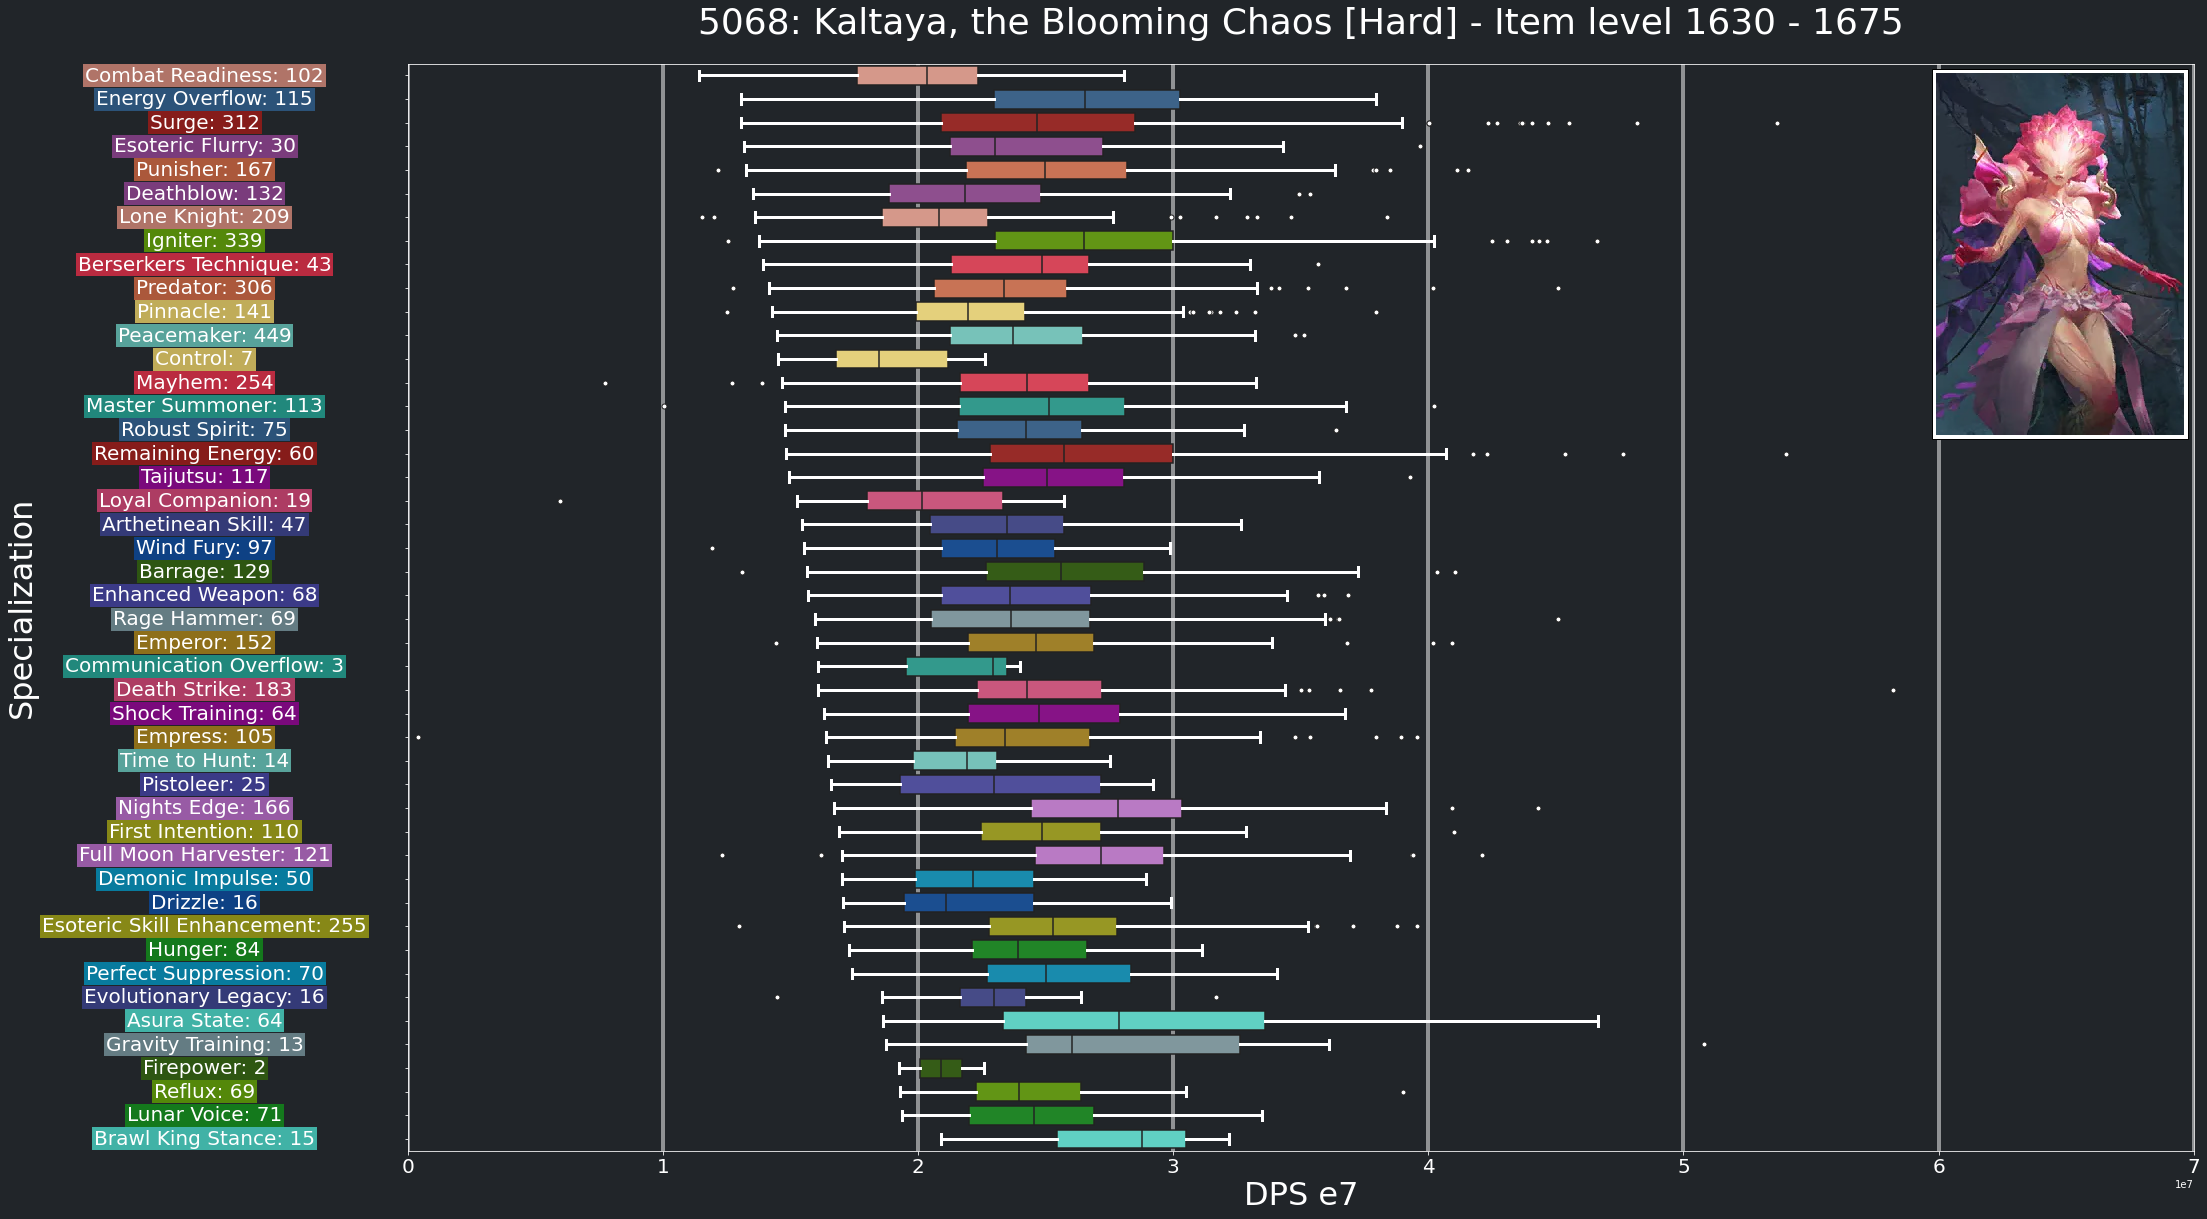 5068: Kaltaya, the Blooming Chaos [Hard] - Item level 1630 - 1675
Specialization
Combat Readiness: 102
Energy Overflow: 115
Surge: 312
Esoteric Flurry: 30
Punisher: 167
Deathblow: 132
Lone Knight: 209
Igniter: 339
Berserkers Technique: 43
Predator: 306
Pinnacle: 141
Peacemaker: 449
Control: 7
Mayhem: 254
Master Summoner: 113
Robust Spirit: 75
Remaining Energy: 60
Taijutsu: 117
Loyal Companion: 19
Arthetinean Skill: 47
Wind Fury: 97
Barrage: 129
Enhanced Weapon: 68
Rage Hammer: 69
Emperor: 152
Communication Overflow: 3
Death Strike: 183
Shock Training: 64
Empress: 105
Time to Hunt: 14
Pistoleer: 25
Nights Edge: 166
First Intention: 110
Full Moon Harvester: 121
Demonic Impulse: 50
Drizzle: 16
Esoteric Skill Enhancement: 255
Hunger: 84
Perfect Suppression: 70
Evolutionary Legacy: 16
Asura State: 64
Gravity Training: 13
Firepower: 2
Reflux: 69
Lunar Voice: 71
Brawl King Stance: 15
0 1 2 3 4 5 6 7
1e7
DPS e7